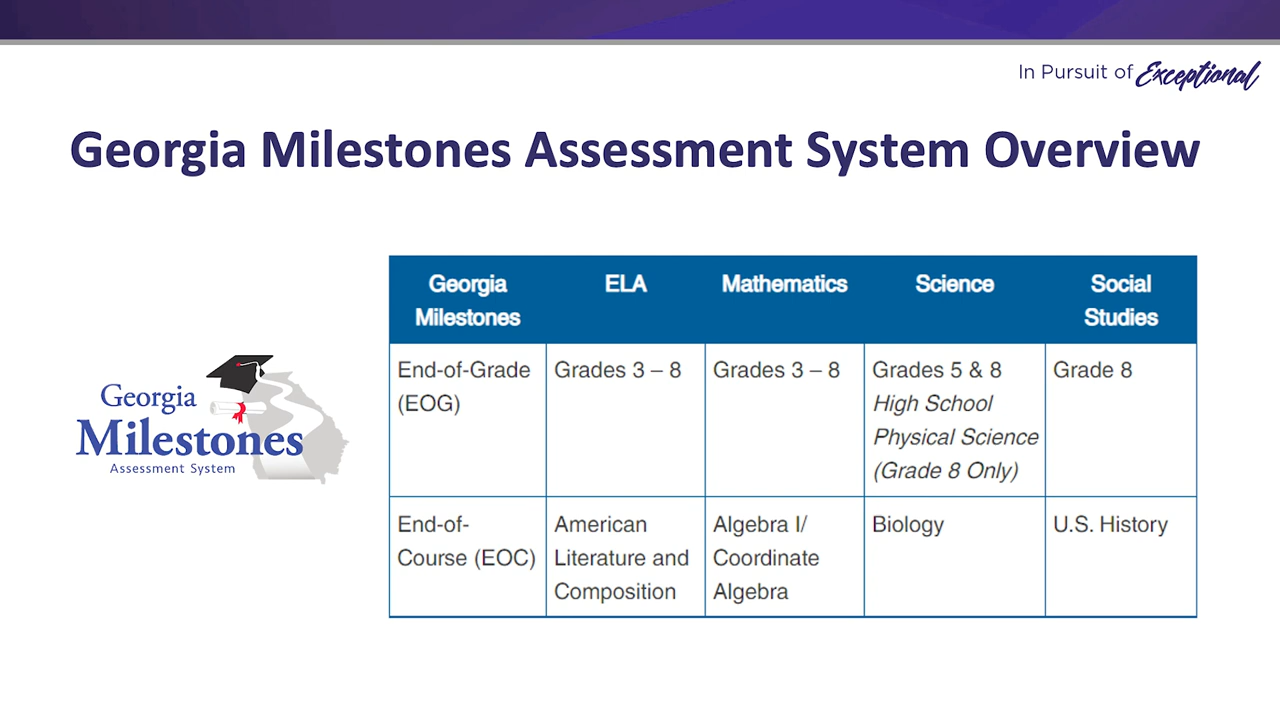 In Pursuit of Exceptional
Georgia Milestones Assessment System Overview
Georgia
Milestones
Assessment System
Georgia Milestones
ELA
Mathematics
Science
Social Studies
End-of-Grade
(EOG)
Grades 3 – 8
Grades 3 – 8
Grades 5 & 8
High School
Physical Science
(Grade 8 Only)
Grade 8
End-of-
Course (EOC)
American
Literature and
Composition
Algebra I/
Coordinate
Algebra
Biology
U.S. History